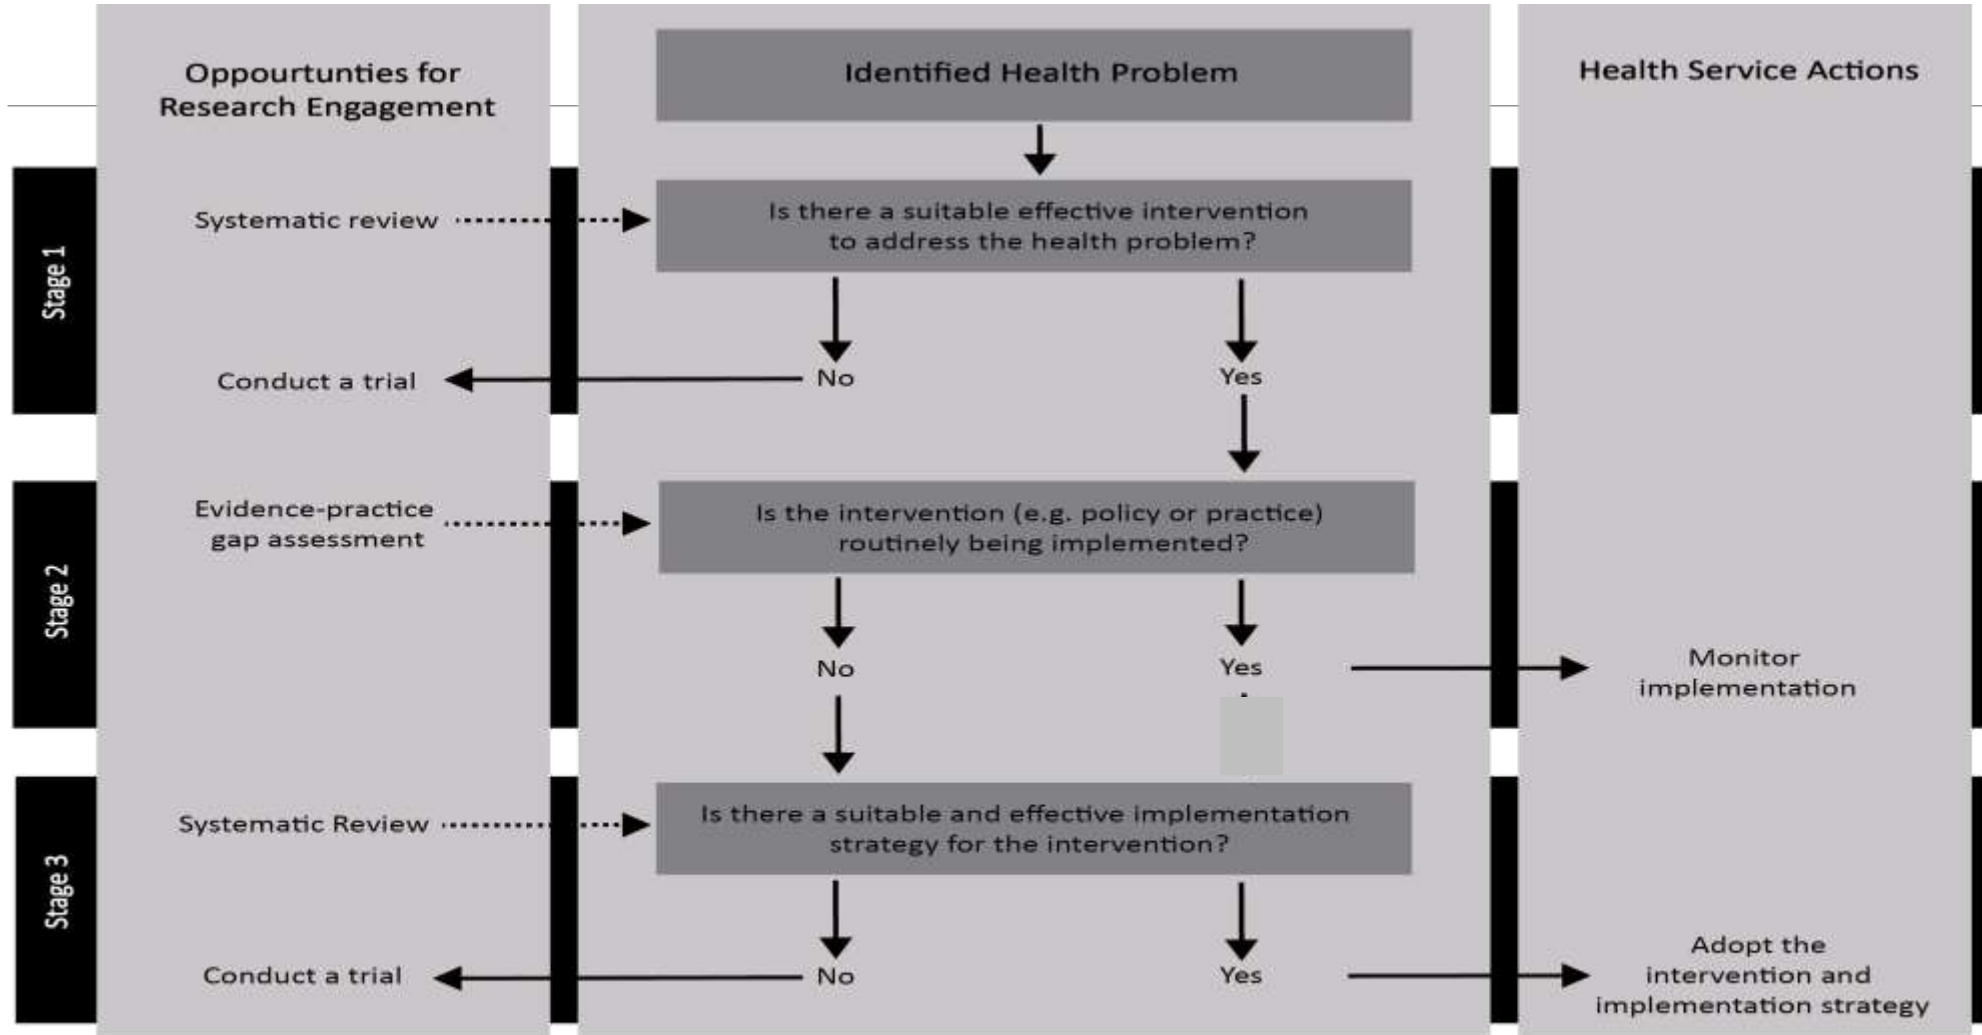 Oppourtunties for
Research Engagement
Identified Health Problem
Health Service Actions
Stage 1
Systematic review
Is there a suitable effective intervention
to address the health problem?
Conduct a trial
No
Yes
Stage 2
Evidence-practice
gap assessment
Is the intervention (e.g. policy or practice)
routinely being implemented?
No
Yes
Monitor
implementation
Stage 3
Systematic Review
Is there a suitable and effective implementation
strategy for the intervention?
Conduct a trial
No
Yes
Adopt the
intervention and
implementation strategy